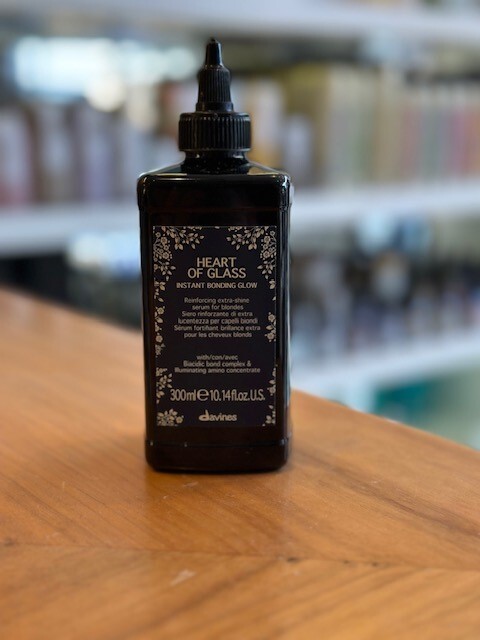 HEART
OF GLASS
INSTANT BONDING GLOW
Reinforcing extra-shine
serum for blondes
Siero rinforzante di extra
lucentezza per capelli biondi
Sérum fortifiant brillance extra
pour les cheveux blonds
with/con/avec
Biacidic bond complex &
Illuminating amino concentrate
300 ml ℮ 10.14 fl.oz. U.S.
davines